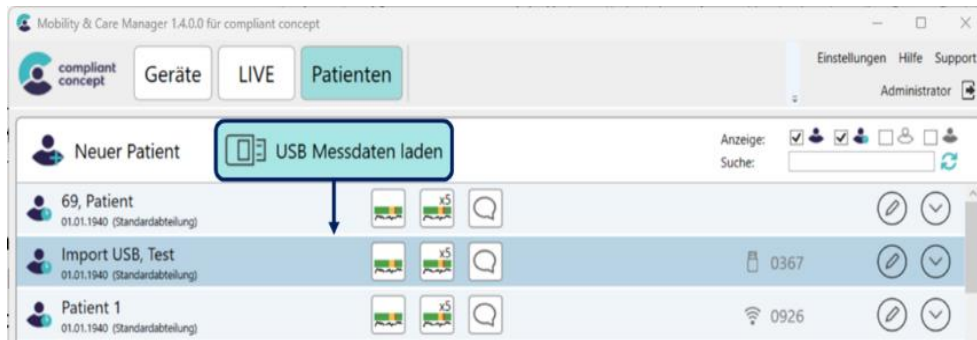 Mobility & Care Manager 1.4.0.0 für compliant concept
compliant concept
Geräte
LIVE
Patienten
Einstellungen Hilfe Support
Administrator
Neuer Patient
USB Messdaten laden
Anzeige:
Suche:
69, Patient
x5
01.01.1940 (Standardabteilung)
Import USB, Test
x5
0367
01.01.1940 (Standardabteilung)
Patient 1
x5
0926
01.01.1940 (Standardabteilung)